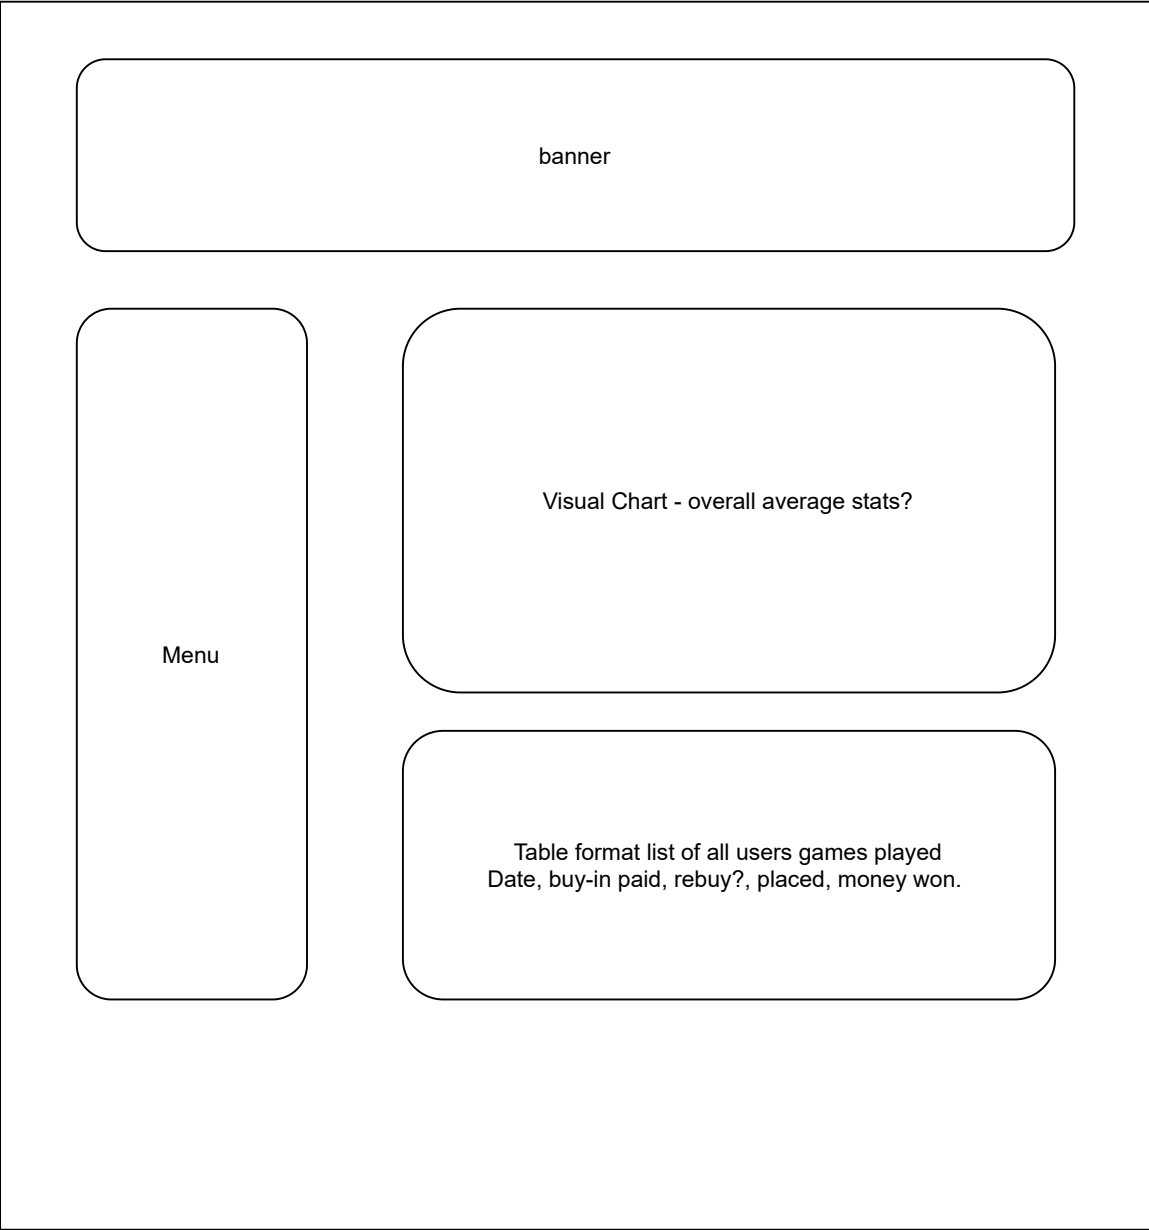 banner
Visual Chart - overall average stats?
Menu
Table format list of all users games played
Date, buy-in paid, rebuy?, placed, money won.